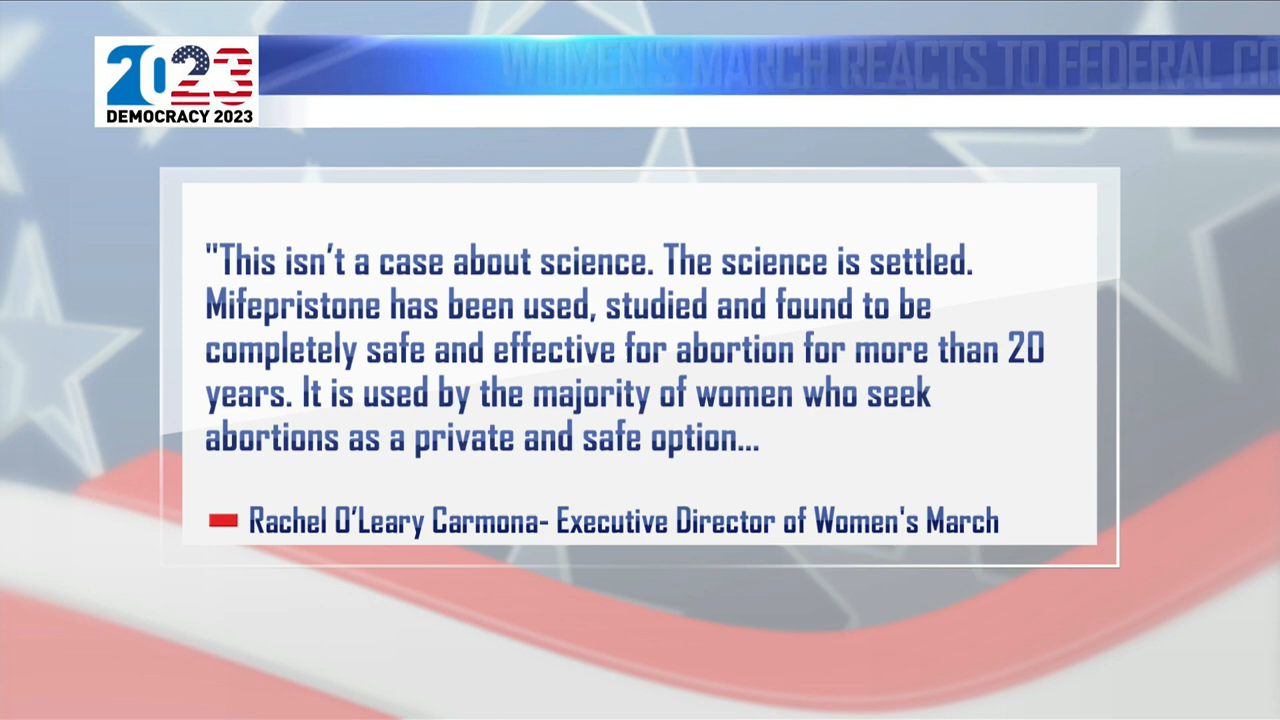 2023
DEMOCRACY 2023
WOMEN'S MARCH REACTS TO FEDERAL CO
"This isn’t a case about science. The science is settled.
Mifepristone has been used, studied and found to be
completely safe and effective for abortion for more than 20
years. It is used by the majority of women who seek
abortions as a private and safe option...
Rachel O’Leary Carmona- Executive Director of Women's March